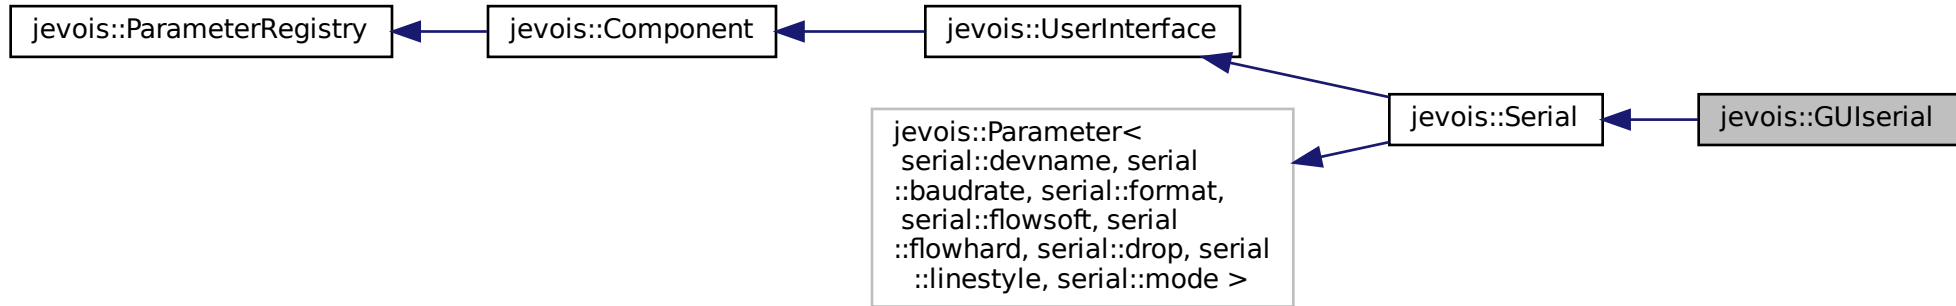 jevois::ParameterRegistry
jevois::Component
jevois::UserInterface
jevois::Serial
jevois::GUIserial
jevois::Parameter<
serial::devname, serial
::baudrate, serial::format,
serial::flowsoft, serial
::flowhard, serial::drop, serial
::linestyle, serial::mode >